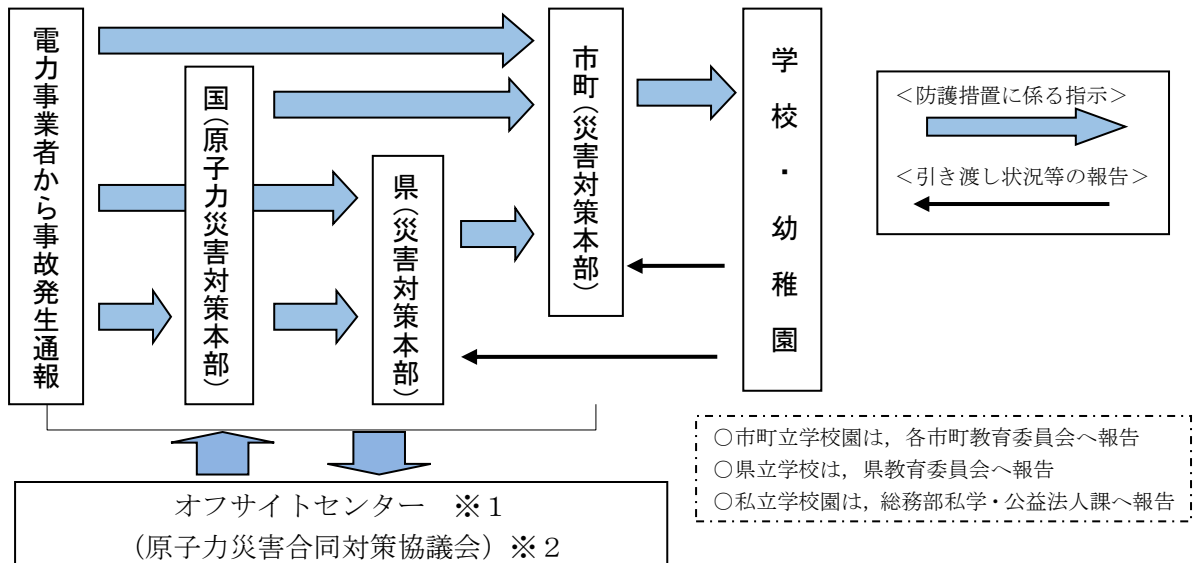 電力事業者から事故発生通報
国(原子力災害対策本部)
県(災害対策本部)
市町(災害対策本部)
学校・幼稚園
＜防護措置に係る指示＞
＜引き渡し状況等の報告＞
○市町立学校園は，各市町教育委員会へ報告
○県立学校は，県教育委員会へ報告
○私立学校園は，総務部私学・公益法人課へ報告
オフサイトセンター　※１
（原子力災害合同対策協議会）※２